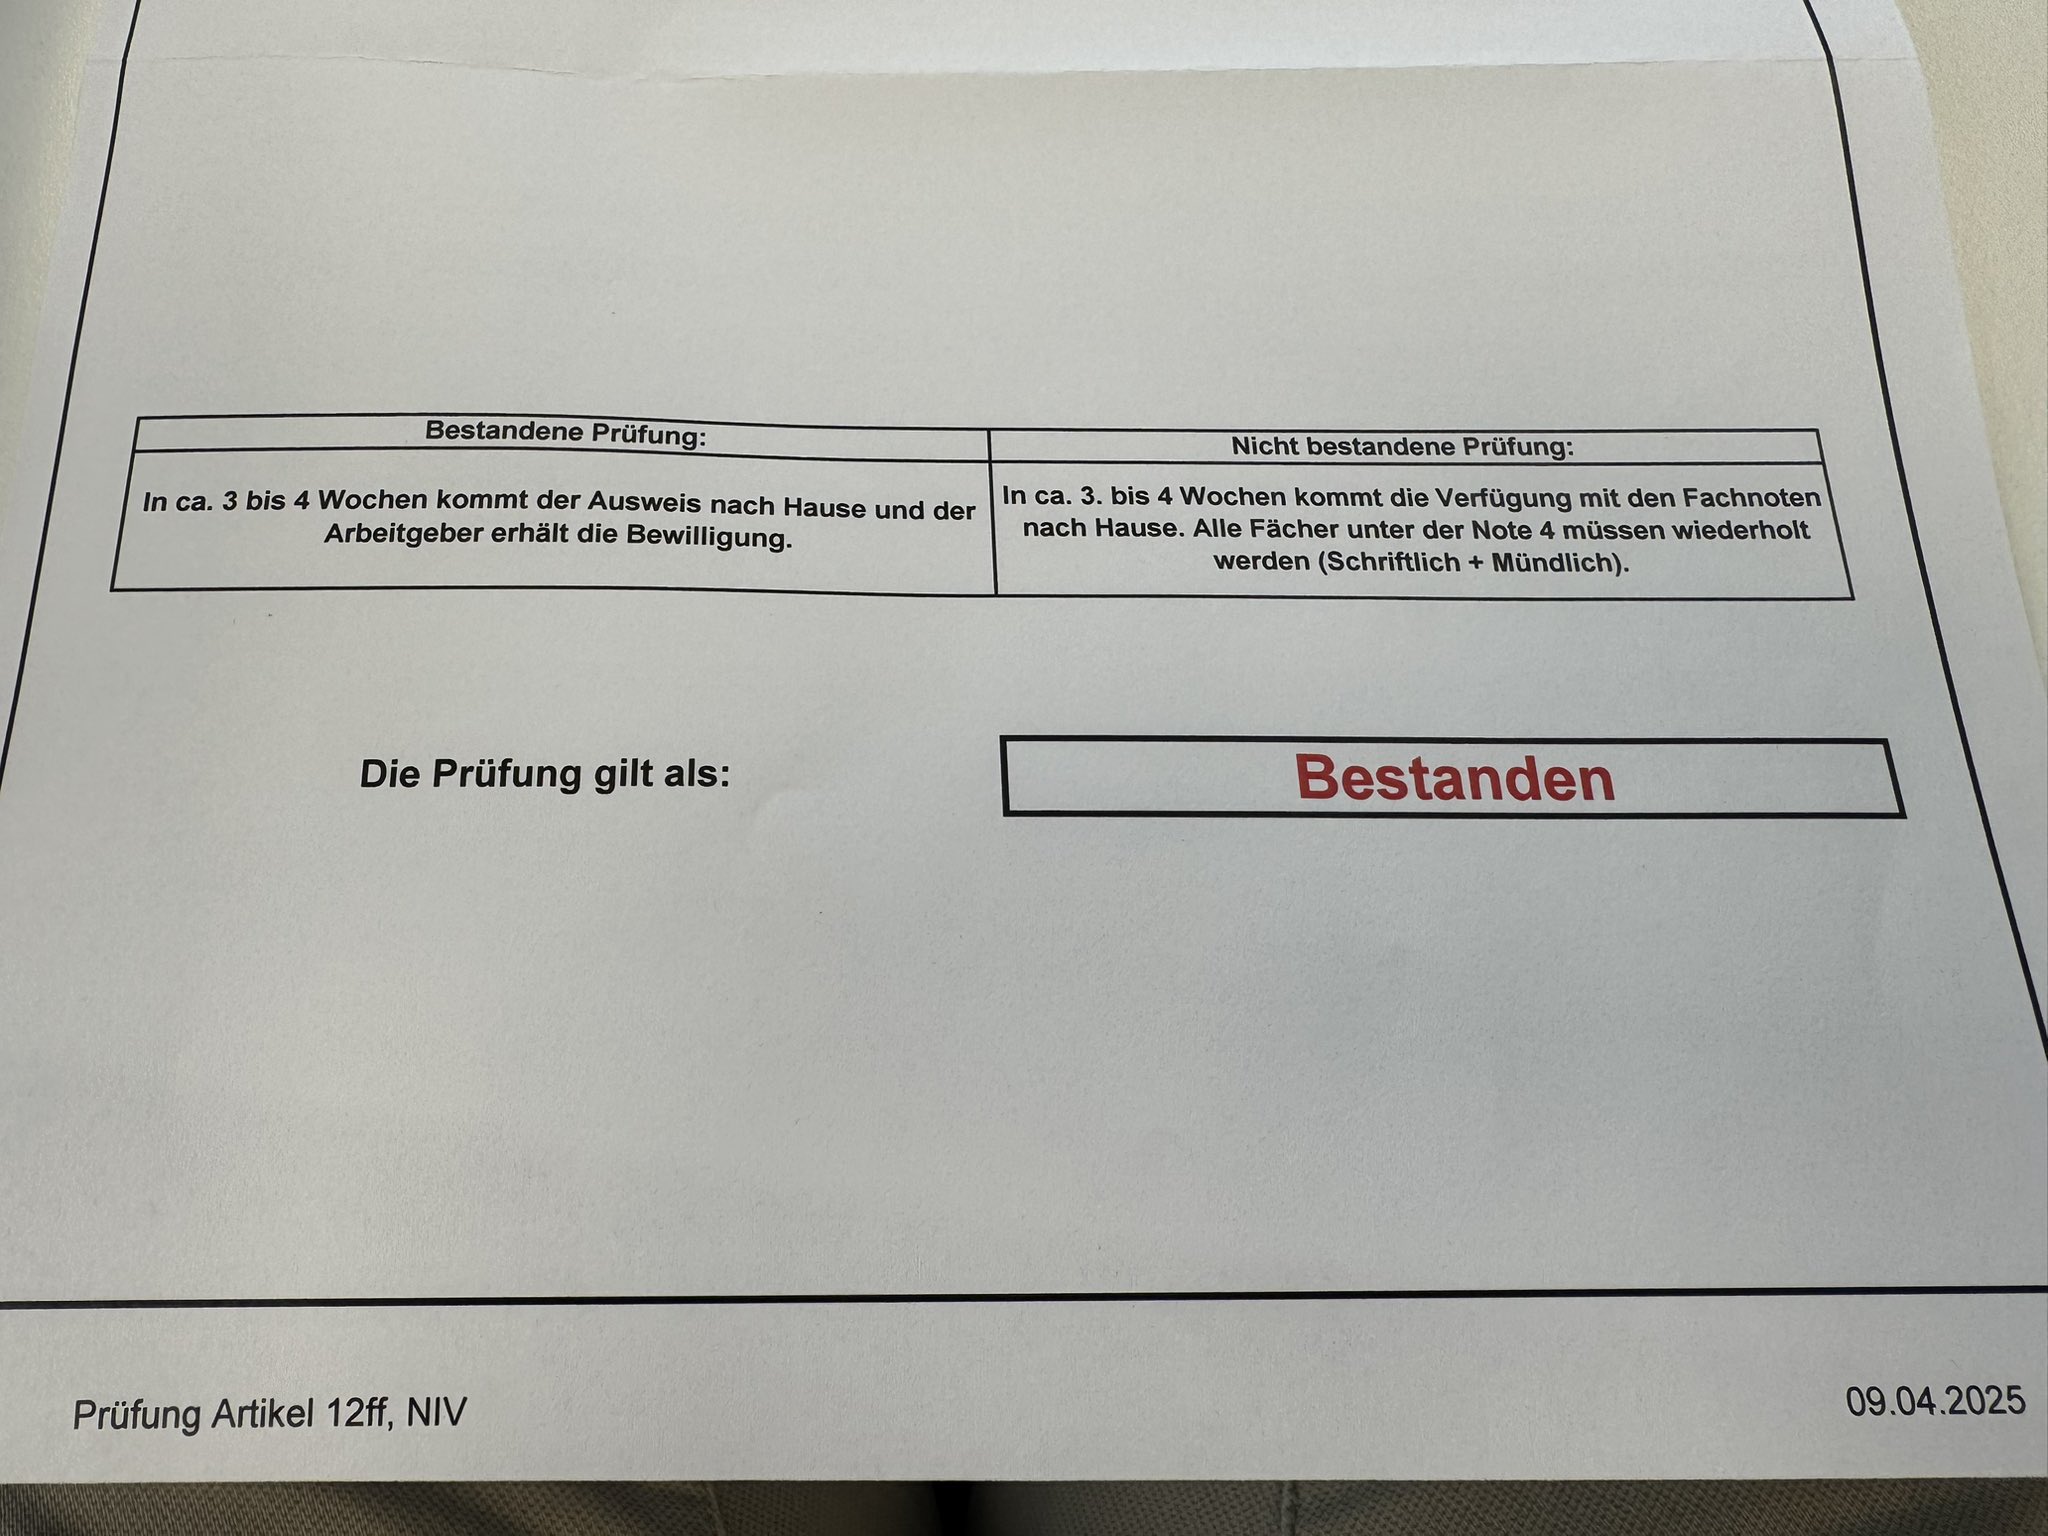 Bestandene Prüfung:
In ca. 3 bis 4 Wochen kommt der Ausweis nach Hause und der
Arbeitgeber erhält die Bewilligung.
Nicht bestandene Prüfung:
In ca. 3. bis 4 Wochen kommt die Verfügung mit den Fachnoten
nach Hause. Alle Fächer unter der Note 4 müssen wiederholt
werden (Schriftlich + Mündlich).
Die Prüfung gilt als:
Bestanden
Prüfung Artikel 12ff, NIV
09.04.2025